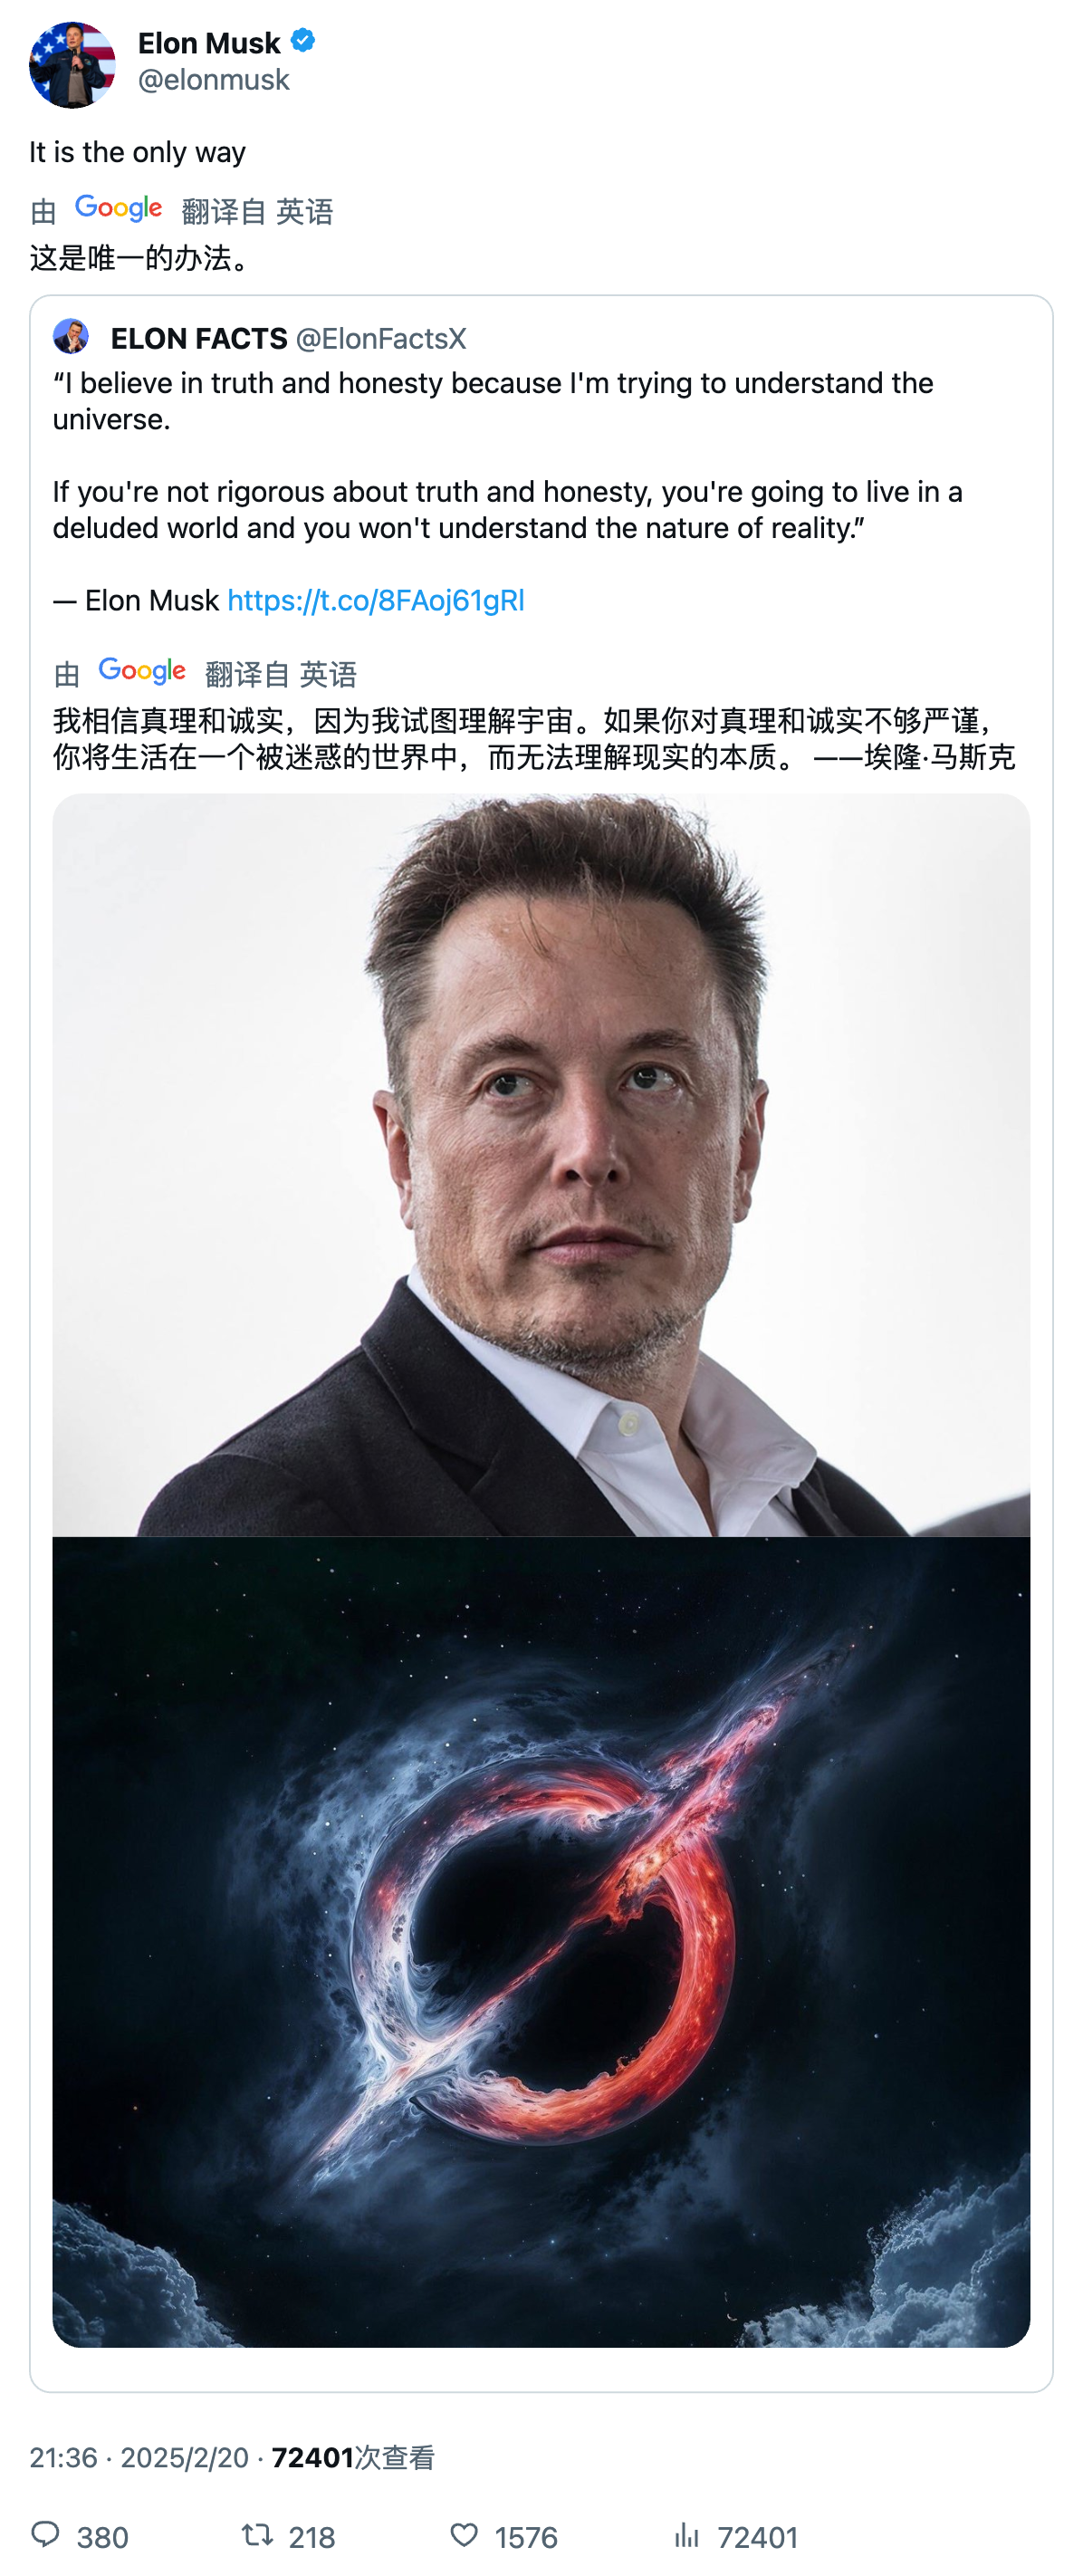 Elon Musk
@elonmusk
It is the only way
由 Google 翻译自 英语
这是唯一的办法。
ELON FACTS @ElonFactsX
“I believe in truth and honesty because I'm trying to understand the
universe.
If you're not rigorous about truth and honesty, you're going to live in a
deluded world and you won't understand the nature of reality.”
— Elon Musk https://t.co/8FAoj61gRl
由 Google 翻译自 英语
我相信真理和诚实，因为我试图理解宇宙。如果你对真理和诚实不够严谨，
你将生活在一个被迷惑的世界中，而无法理解现实的本质。 ——埃隆·马斯克
21:36 · 2025/2/20 · 72401次查看
380 218 1576 72401